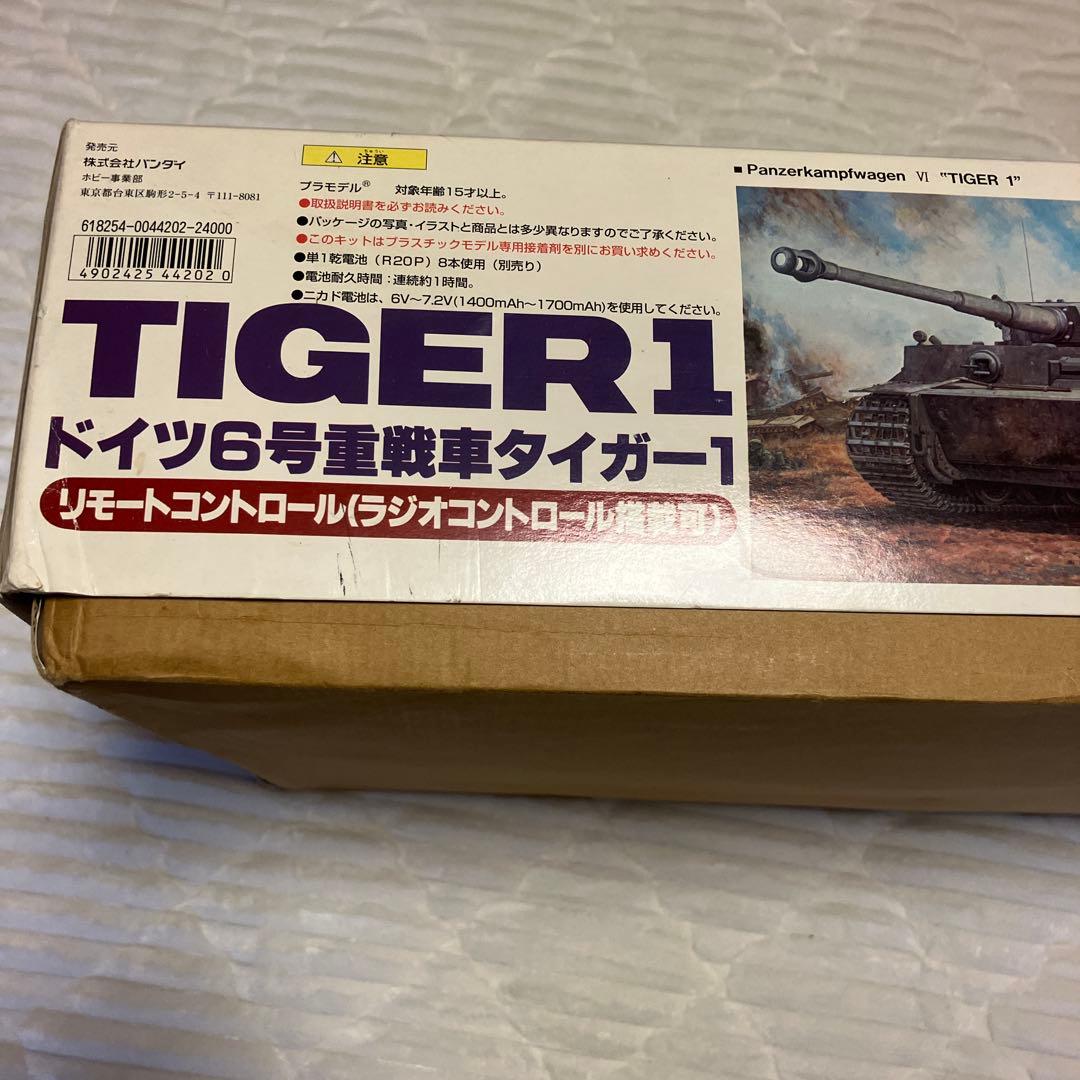 発売元
株式会社バンダイ
ホビー事業部
東京都台東区駒形2-5-4 〒111-8081
618254-0044202-24000
4902425 442020
ちゅうい
注意
プラモデル® 対象年齢15才以上。
●取扱説明書を必ずお読みください。
●パッケージの写真・イラストと商品とは多少異なりますのでご了承ください。
●このキットはプラスチックモデル専用接着剤を別にお買い求めください。
●単1乾電池（R20P）8本使用（別売り）
●電池耐久時間：連続約1時間。
●ニカド電池は、6V～7.2V(1400mAh～1700mAh)を使用してください。
TIGER1
ドイツ6号重戦車タイガー1
リモートコントロール(ラジオコントロール搭載可)
■Panzerkampfwagen Ⅵ "TIGER 1"